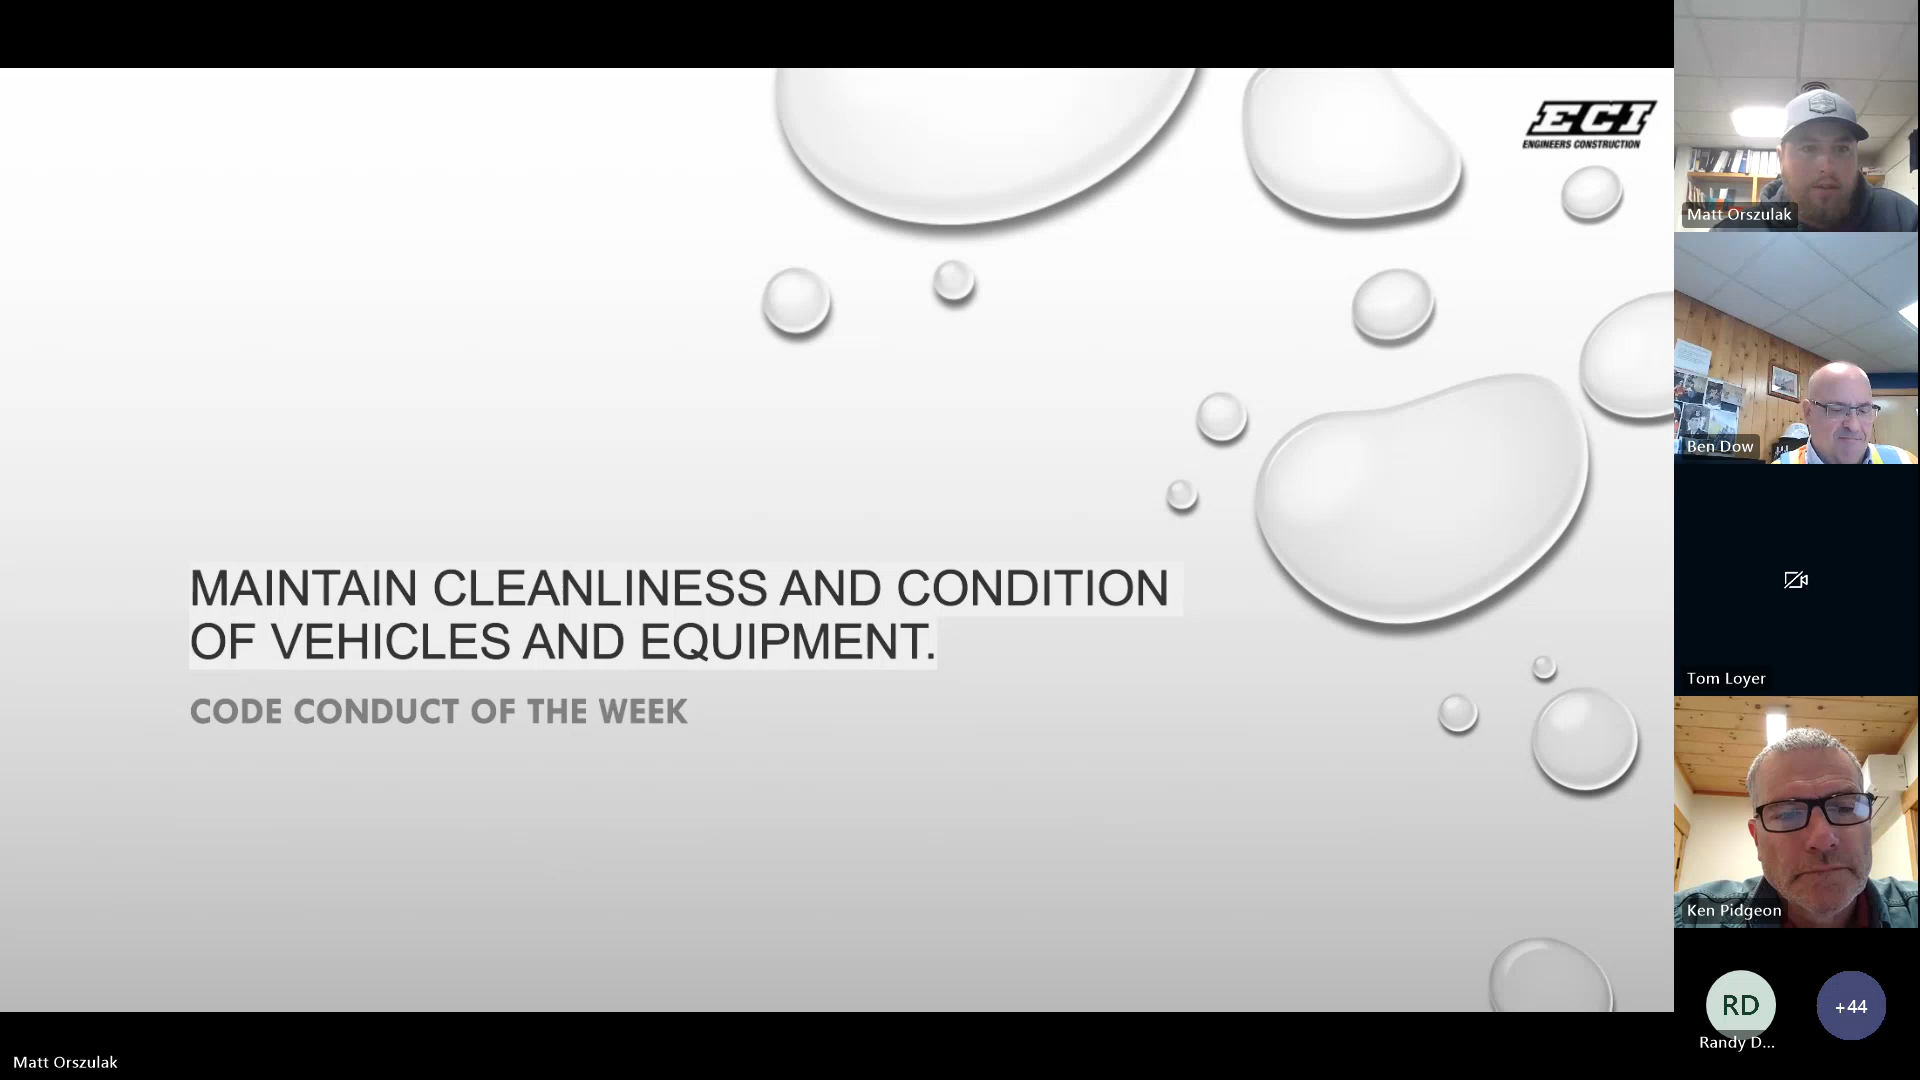 ECI
ENGINEERS CONSTRUCTION
MAINTAIN CLEANLINESS AND CONDITION
OF VEHICLES AND EQUIPMENT.
CODE CONDUCT OF THE WEEK
Matt Orszulak
Ben Dow
Tom Loyer
Ken Pidgeon
RD
Randy D...
+44
Matt Orszulak